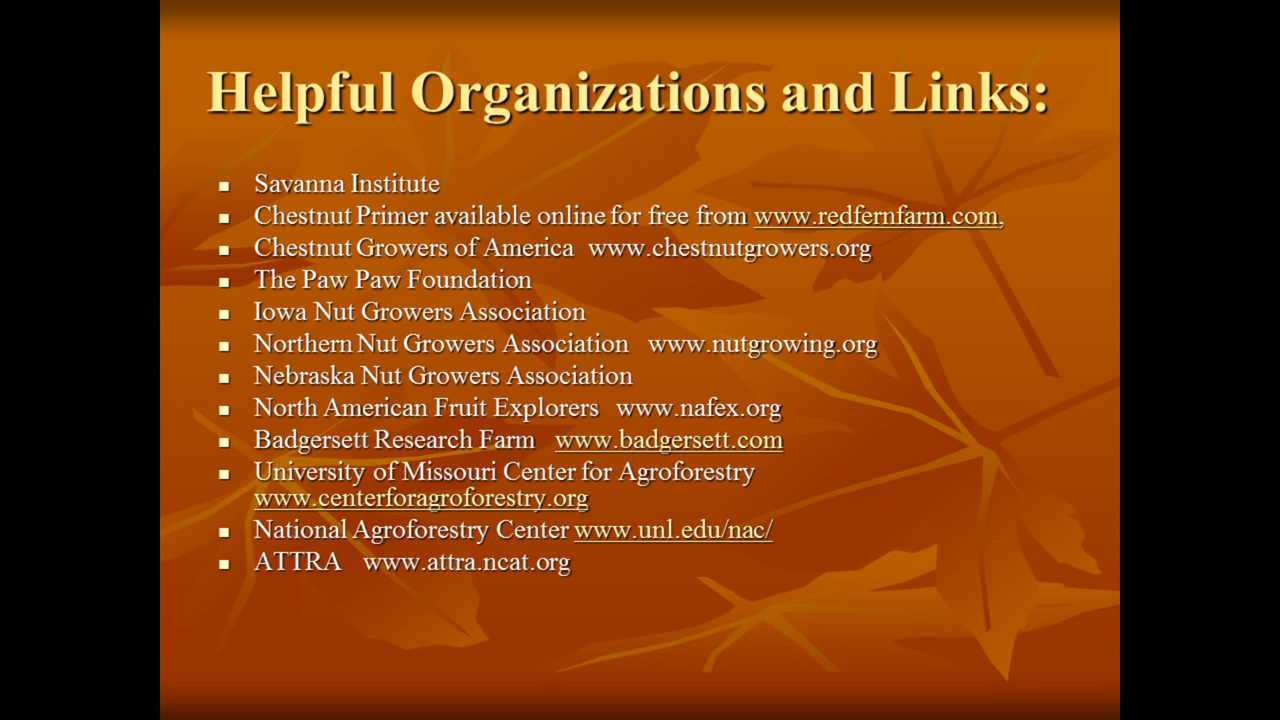 Helpful Organizations and Links:
Savanna Institute
Chestnut Primer available online for free from www.redfernfarm.com,
Chestnut Growers of America www.chestnutgrowers.org
The Paw Paw Foundation
Iowa Nut Growers Association
Northern Nut Growers Association www.nutgrowing.org
Nebraska Nut Growers Association
North American Fruit Explorers www.nafex.org
Badgersett Research Farm www.badgersett.com
University of Missouri Center for Agroforestry
www.centerforagroforestry.org
National Agroforestry Center www.unl.edu/nac/
ATTRA www.attra.ncat.org